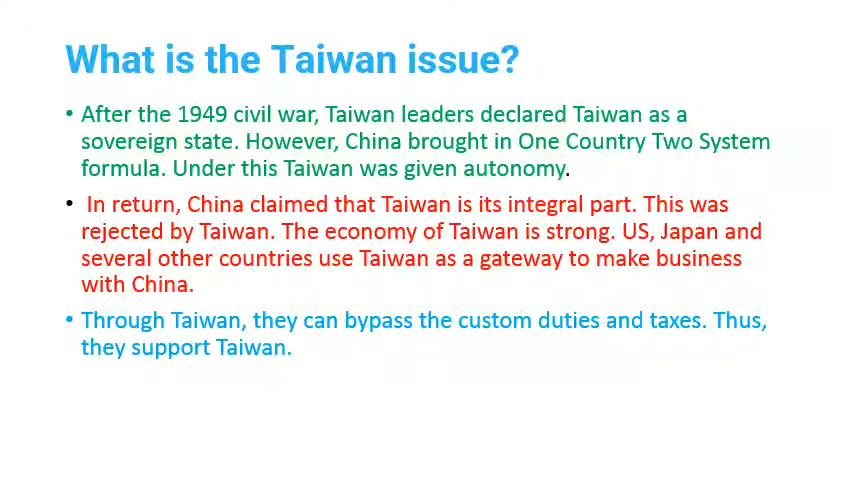 What is the Taiwan issue?
• After the 1949 civil war, Taiwan leaders declared Taiwan as a
sovereign state. However, China brought in One Country Two System
formula. Under this Taiwan was given autonomy.
• In return, China claimed that Taiwan is its integral part. This was
rejected by Taiwan. The economy of Taiwan is strong. US, Japan and
several other countries use Taiwan as a gateway to make business
with China.
• Through Taiwan, they can bypass the custom duties and taxes. Thus,
they support Taiwan.